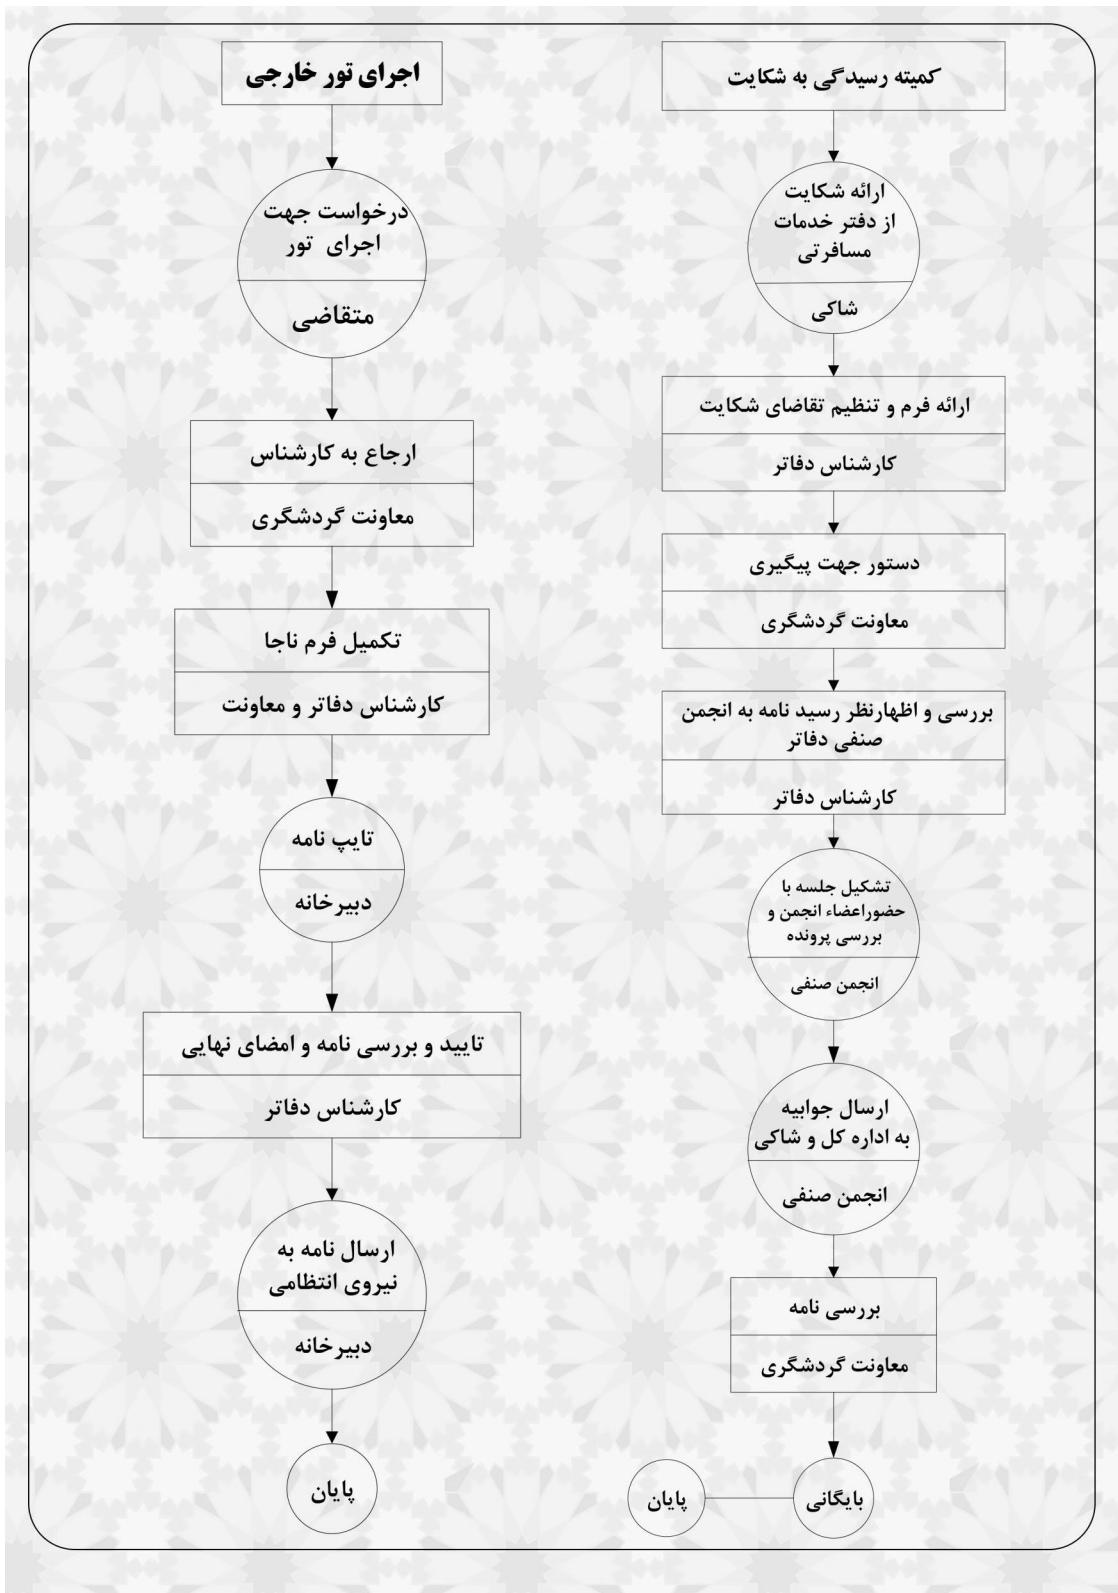 کمیته رسیدگی به شکایت
ارائه شکایت
از دفتر خدمات
مسافرتی
شاکی
ارائه فرم و تنظیم تقاضای شکایت
کارشناس دفاتر
دستور جهت پیگیری
معاونت گردشگری
بررسی و اظهارنظر رسید نامه به انجمن
صنفی دفاتر
کارشناس دفاتر
تشکیل جلسه با
حضوراعضاء انجمن و
بررسی پرونده
انجمن صنفی
ارسال جوابیه
به اداره کل و شاکی
انجمن صنفی
بررسی نامه
معاونت گردشگری
بایگانی
پایان
اجرای تور خارجی
درخواست جهت
اجرای تور
متقاضی
ارجاع به کارشناس
معاونت گردشگری
تکمیل فرم ناجا
کارشناس دفاتر و معاونت
تایپ نامه
دبیرخانه
تایید و بررسی نامه و امضای نهایی
کارشناس دفاتر
ارسال نامه به
نیروی انتظامی
دبیرخانه
پایان